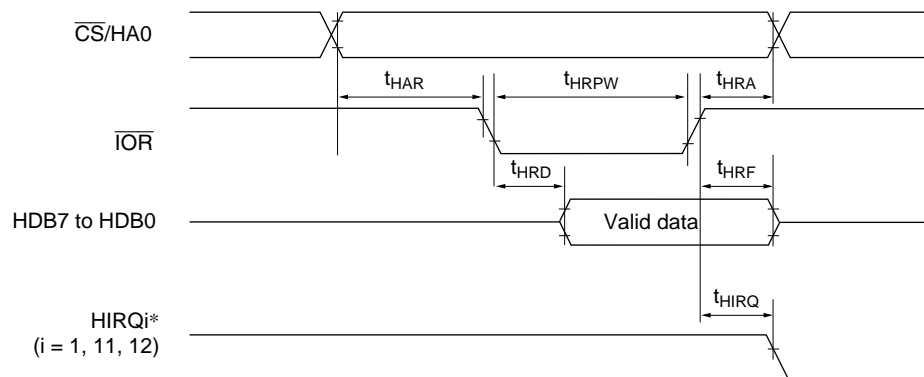 CS/HA0
tHAR
tHRPW
tHRA
IOR
tHRD
tHRF
HDB7 to HDB0
Valid data
tHIRQ
HIRQi*
(i = 1, 11, 12)